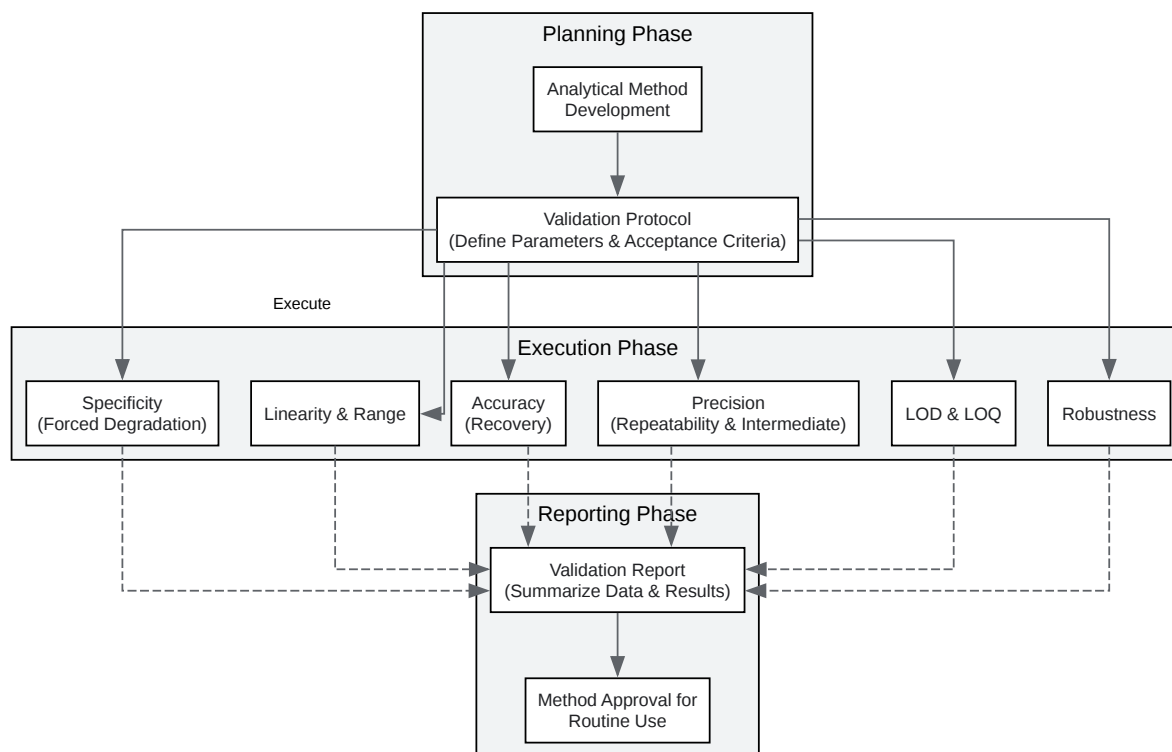 Planning Phase
Analytical Method
Development
Validation Protocol
(Define Parameters & Acceptance Criteria)
Execute
Execution Phase
Specificity
(Forced Degradation)
Linearity & Range
Accuracy
(Recovery)
Precision
(Repeatability & Intermediate)
LOD & LOQ
Robustness
Reporting Phase
Validation Report
(Summarize Data & Results)
Method Approval for
Routine Use